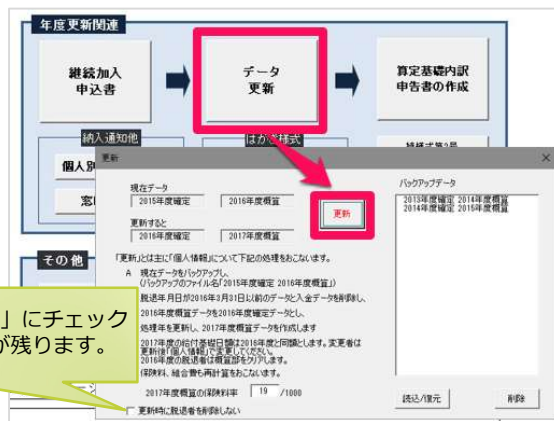 年度更新関連
継続加入
申込書
データ
更新
算定基礎内訳
申告書の作成
納入通知他
はがき様式
個人別
更新
現在データ
2015年度確定
2016年度概算
更新すると
2016年度確定
2017年度概算
更新
バックアップデータ
2013年度確定 2014年度概算
2014年度確定 2015年度概算
「更新」とは主に「個人情報」について下記の処理をおこないます。
A 現在データをバックアップし、
(バックアップのファイル名「2015年度確定 2016年度概算」)
脱退年月日が2016年3月31日以前のデータと入金データを削除し、
2016年度概算データを2016年度確定データとし、
処理年を更新し、2017年度概算データを作成します
2017年度の給付基礎日額は2016年度と同額とします。変更者は
更新後「個人情報」で変更してください。
2016年度の脱退者は概算部をクリアします。
保険料、組合費も再計算をおこないます。
2017年度概算の保険料率 19 /1000
更新時に脱退者を削除しない
読込/復元
削除
その他
」にチェック
が残ります。